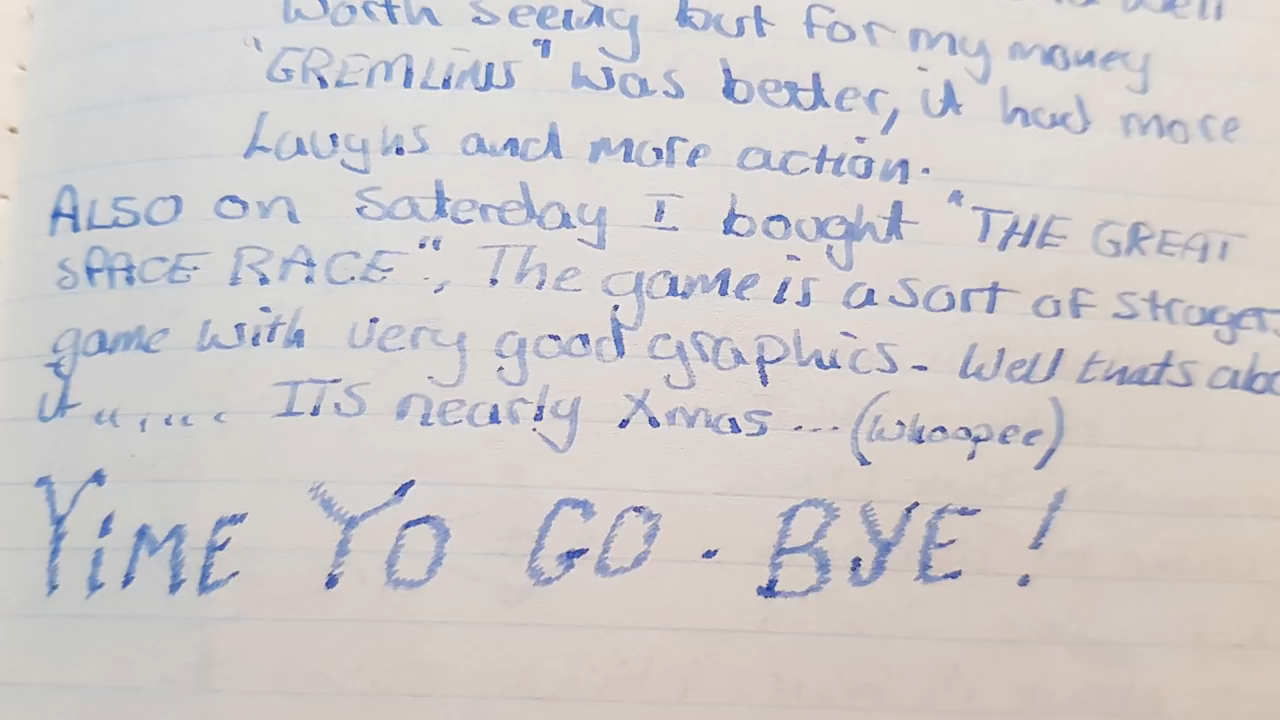 well
Worth Seeing but for my money
"GREMLINS" was better, it had more
Laughs and more action.
ALSO on Saterday I bought "THE GREAT
SPACE RACE", The game is a sort of
game with very good graphics. Well thats abo
it ,,.,,.. ITS nearly Xmas ... (Whoopee)
YiME YO GO . BYE !